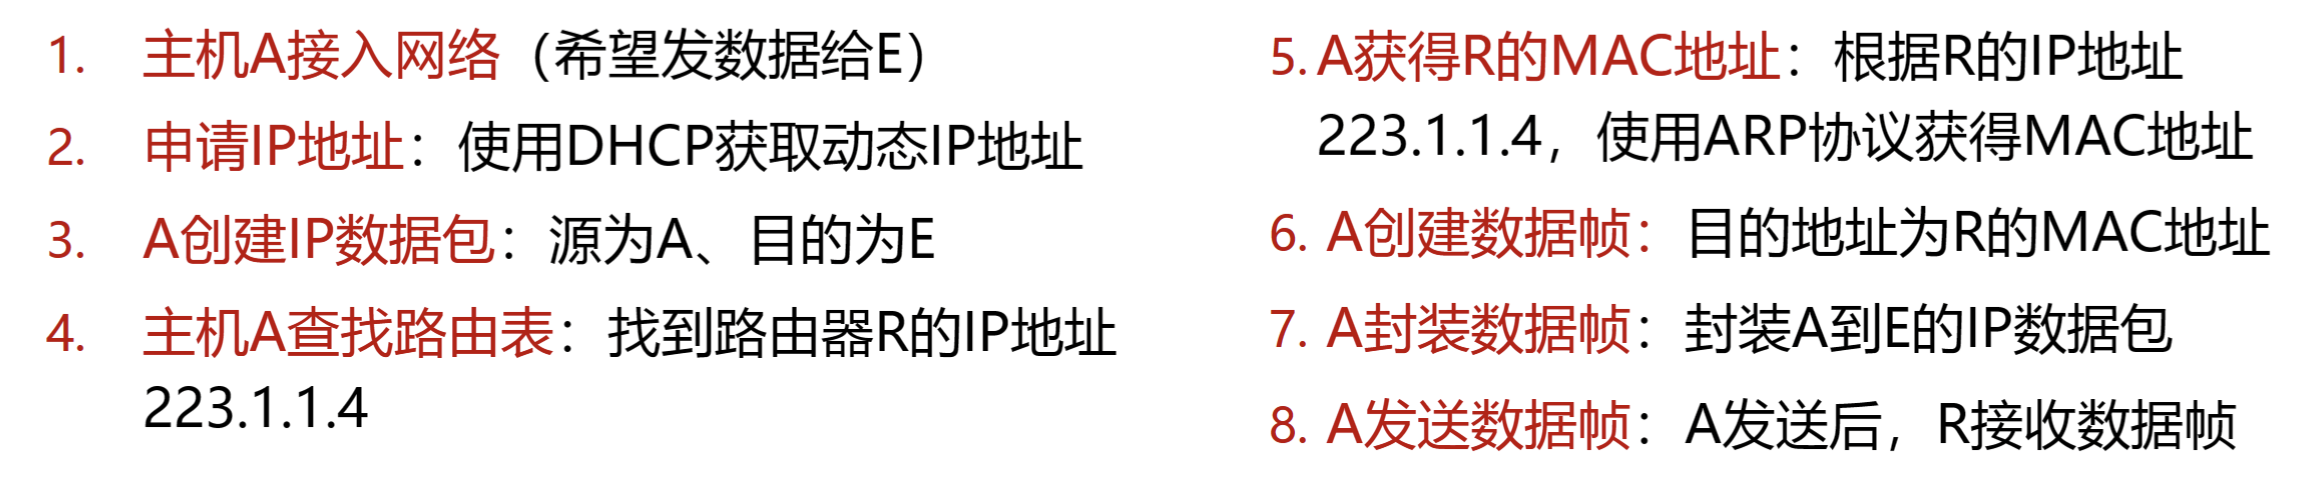 1. 主机A接入网络（希望发数据给E）
2. 申请IP地址：使用DHCP获取动态IP地址
3. A创建IP数据包：源为A、目的为E
4. 主机A查找路由表：找到路由器R的IP地址
223.1.1.4
5. A获得R的MAC地址：根据R的IP地址
223.1.1.4，使用ARP协议获得MAC地址
6. A创建数据帧：目的地址为R的MAC地址
7. A封装数据帧：封装A到E的IP数据包
8. A发送数据帧：A发送后，R接收数据帧